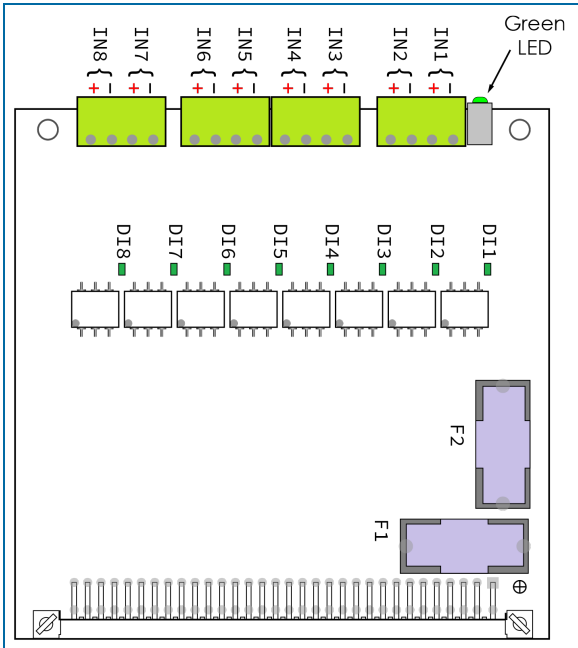 Green
LED
IN8 IN7 IN6 IN5 IN4 IN3 IN2 IN1
{ { { { { { { {
+ - + - + - + - + - + - + - + -
DI8 DI7 DI6 DI5 DI4 DI3 DI2 DI1
F2
F1